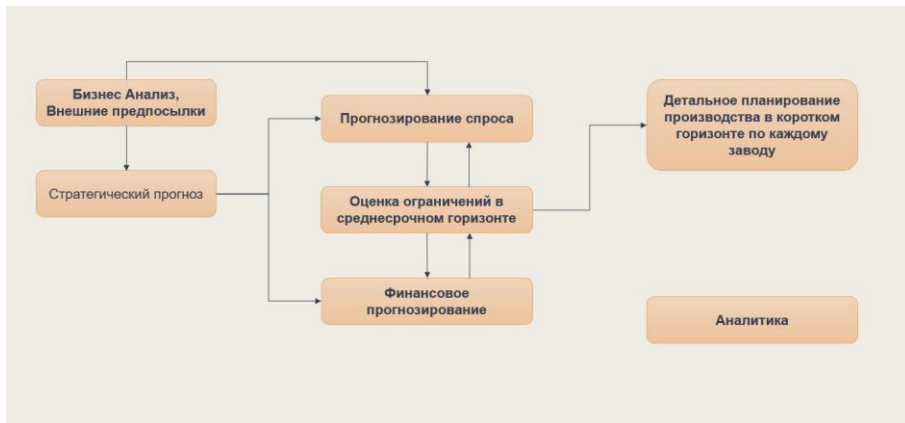 Бизнес Анализ,
Внешние предпосылки
Стратегический прогноз
Прогнозирование спроса
Оценка ограничений в
среднесрочном горизонте
Финансовое
прогнозирование
Детальное планирование
производства в коротком
горизонте по каждому
заводу
Аналитика